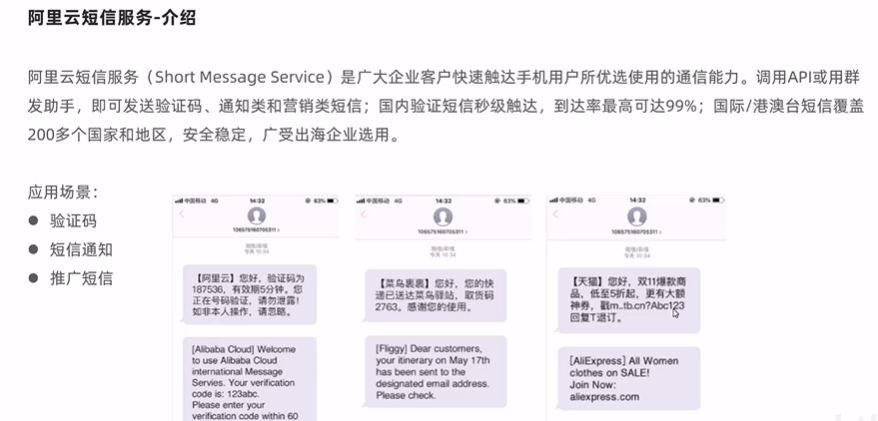 阿里云短信服务-介绍
阿里云短信服务（Short Message Service）是广大企业客户快速触达手机用户所优选使用的通信能力。调用API或用群
发助手，即可发送验证码、通知类和营销类短信；国内验证短信秒级触达，到达率最高可达99%；国际/港澳台短信覆盖
200多个国家和地区，安全稳定，广受出海企业选用。
应用场景：
● 验证码
● 短信通知
● 推广短信
中国移动 4G 14:32 63%
短信/彩信
今天 10:34
【阿里云】您好，验证码为
187536，有效期5分钟。您
正在号码验证，请勿泄露！
如非本人操作，请忽略。
[Alibaba Cloud] Welcome
to use Alibaba Cloud
international Message
Servies. Your verification
code is: 123abc.
Please enter your
verification code within 60
中国移动 4G 14:32 63%
短信/彩信
今天 10:34
【菜鸟裹裹】您好，您的快
递已送达菜鸟驿站，取货码
2763。感谢您的使用。
[Fliggy] Dear customers,
your itinerary on May 17th
has been sent to the
designated email address.
Please check.
中国移动 4G 14:32 63%
短信/彩信
今天 10:34
【天猫】您好，双11爆款商
品，低至5折起，更有大额
神券，戳m..tb.cn?Abc123
回复T退订。
[AliExpress] All Women
clothes on SALE!
Join Now:
aliexpress.com